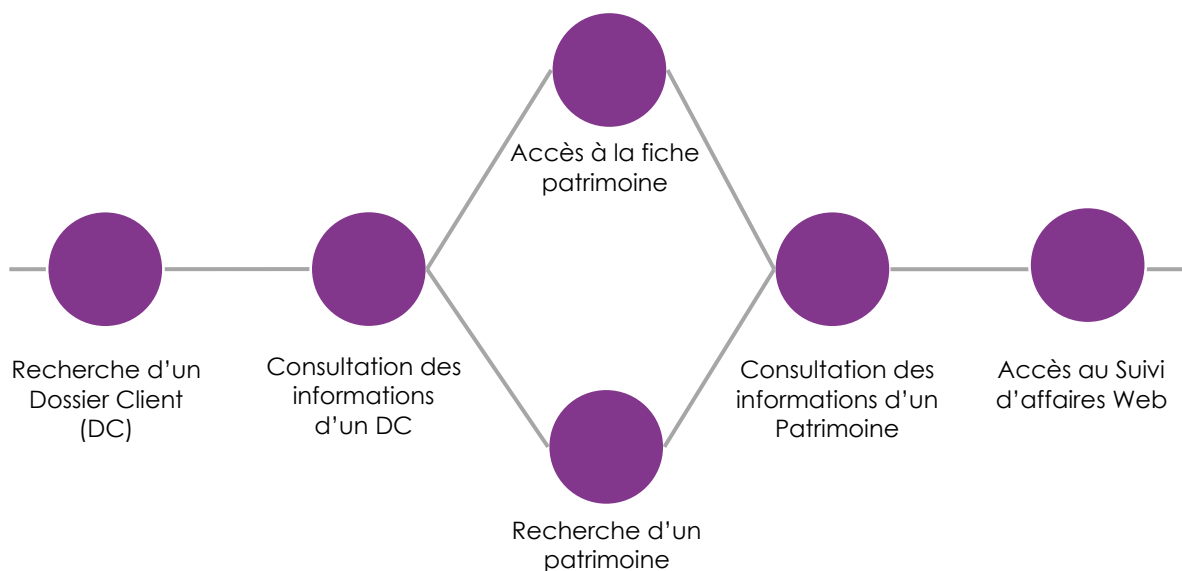 Accès à la fiche
patrimoine
Recherche d’un
Dossier Client
(DC)
Consultation des
informations
d’un DC
Consultation des
informations d’un
Patrimoine
Accès au Suivi
d’affaires Web
Recherche d’un
patrimoine